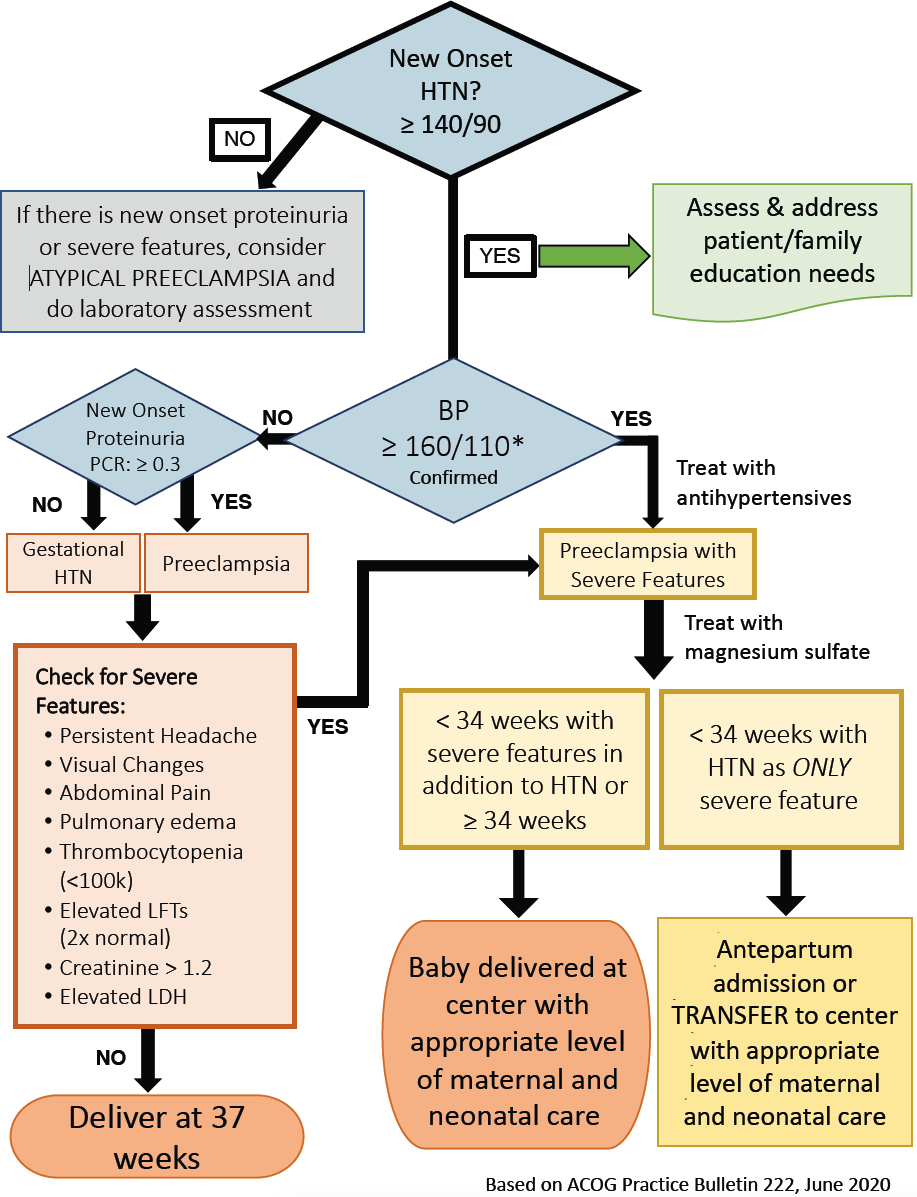 New Onset
HTN?
≥ 140/90
NO
If there is new onset proteinuria
or severe features, consider
ATYPICAL PREECLAMPSIA and
do laboratory assessment
YES
Assess & address
patient/family
education needs
BP
≥ 160/110*
Confirmed
NO
New Onset
Proteinuria
PCR: ≥ 0.3
NO
YES
Gestational
HTN
Preeclampsia
YES
Treat with
antihypertensives
Preeclampsia with
Severe Features
Treat with
magnesium sulfate
Check for Severe
Features:
• Persistent Headache
• Visual Changes
• Abdominal Pain
• Pulmonary edema
• Thrombocytopenia
(<100k)
• Elevated LFTs
(2x normal)
• Creatinine > 1.2
• Elevated LDH
YES
NO
Deliver at 37
weeks
< 34 weeks with
severe features in
addition to HTN or
≥ 34 weeks
< 34 weeks with
HTN as ONLY
severe feature
Baby delivered at
center with
appropriate level
of maternal and
neonatal care
Antepartum
admission or
TRANSFER to center
with appropriate
level of maternal
and neonatal care
Based on ACOG Practice Bulletin 222, June 2020